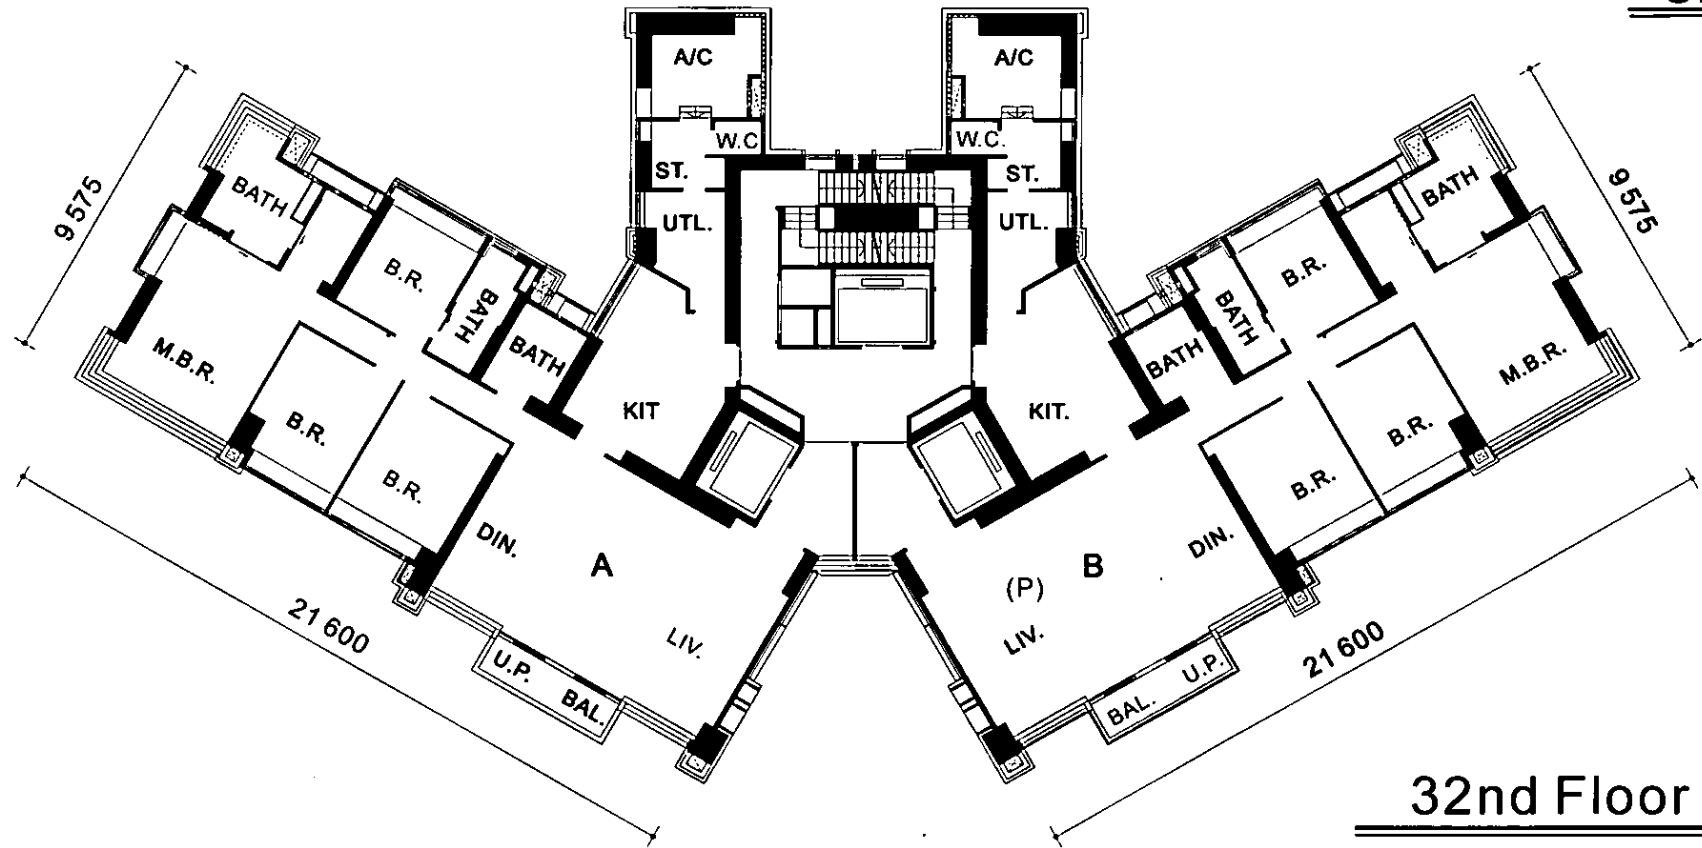 A/C
A/C
W.C
W.C.
ST.
ST.
9 575
BATH
UTL.
UTL.
BATH
9 575
B.R.
BATH
BATH
M.B.R.
B.R.
B.R.
KIT
B.R.
BATH
BATH
M.B.R.
KIT.
B.R.
B.R.
DIN.
A
LIV.
21 600
U.P.
BAL.
DIN.
B
(P)
LIV.
21 600
U.P.
BAL.
32nd Floor